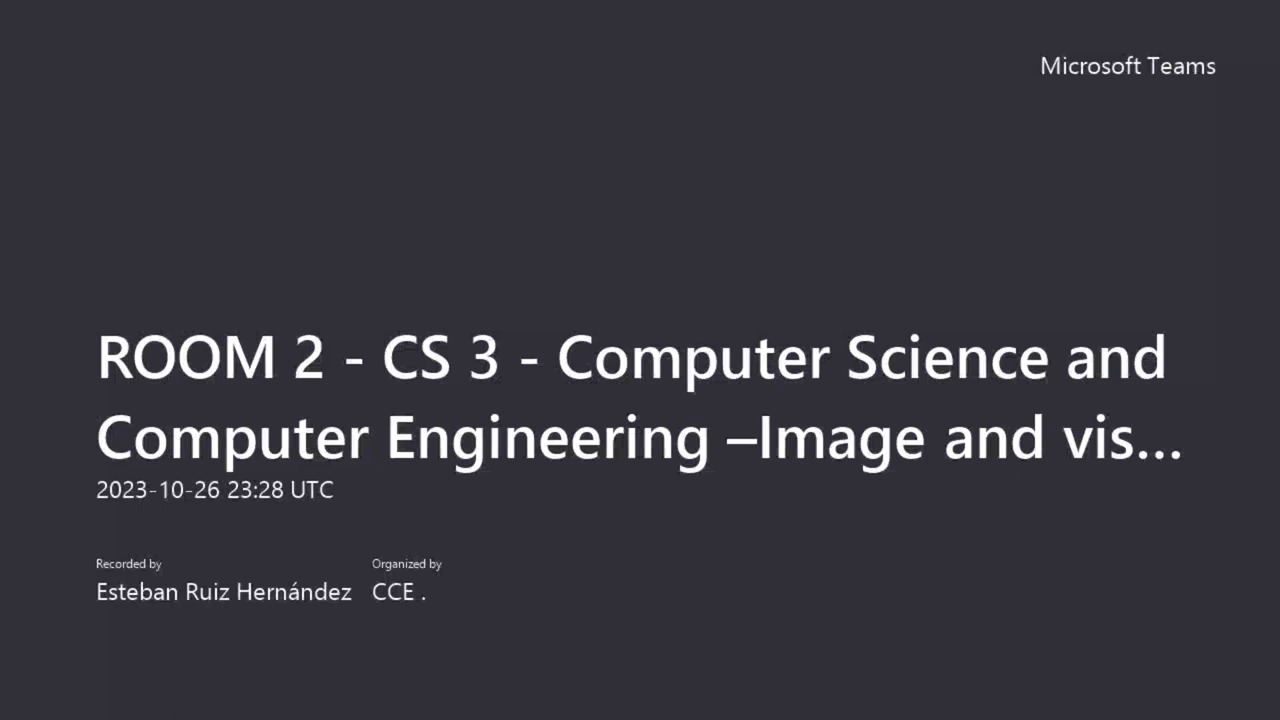 Microsoft Teams
ROOM 2 - CS 3 - Computer Science and
Computer Engineering –Image and vis...
2023-10-26 23:28 UTC
Recorded by
Esteban Ruiz Hernández
Organized by
CCE .